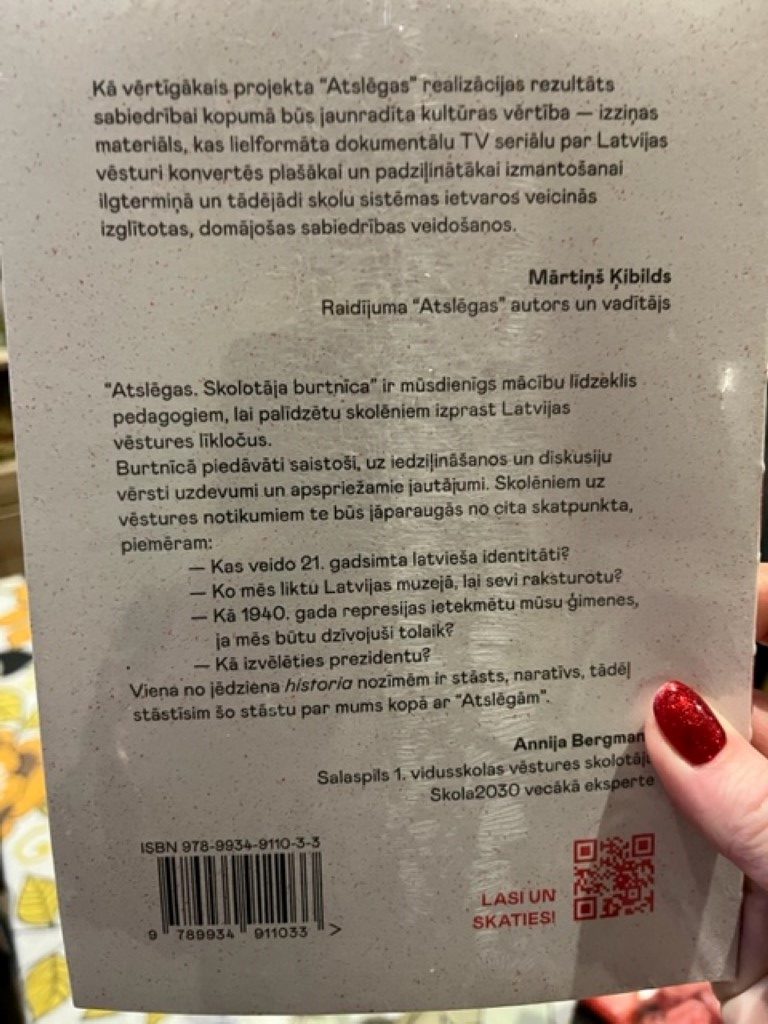 Kā vērtīgākais projekta "Atslēgas" realizācijas rezultāts
sabiedrībai kopumā būs jaunradīta kultūras vērtība — izziņas
materiāls, kas lielformāta dokumentālu TV seriālu par Latvijas
vēsturi konvertēs plašākai un padziļinātākai izmantošanai
ilgtermiņā un tādējādi skolu sistēmas ietvaros veicinās
izglītotas, domājošas sabiedrības veidošanos.
Mārtiņš Ķibilds
Raidījuma "Atslēgas" autors un vadītājs
"Atslēgas. Skolotāja burtnīca" ir mūsdienīgs mācību līdzeklis
pedagogiem, lai palīdzētu skolēniem izprast Latvijas
vēstures līkločus.
Burtnīcā piedāvāti saistoši, uz iedziļināšanos un diskusiju
vērsti uzdevumi un apspriežamie jautājumi. Skolēniem uz
vēstures notikumiem te būs jāparaugās no cita skatpunkta,
piemēram:
— Kas veido 21. gadsimta latvieša identitāti?
— Ko mēs liktu Latvijas muzejā, lai sevi raksturotu?
— Kā 1940. gada represijas ietekmētu mūsu ģimenes,
ja mēs būtu dzīvojuši tolaik?
— Kā izvēlēties prezidentu?
Viena no jēdziena historia nozīmēm ir stāsts, naratīvs, tādēļ
stāstīsim šo stāstu par mums kopā ar "Atslēgām".
Annija Bergman
Salaspils 1. vidusskolas vēstures skolotāj
Skola2030 vecākā eksperte
ISBN 978-9934-9110-3-3
9 789934 911033 >
LASI UN
SKATIES!